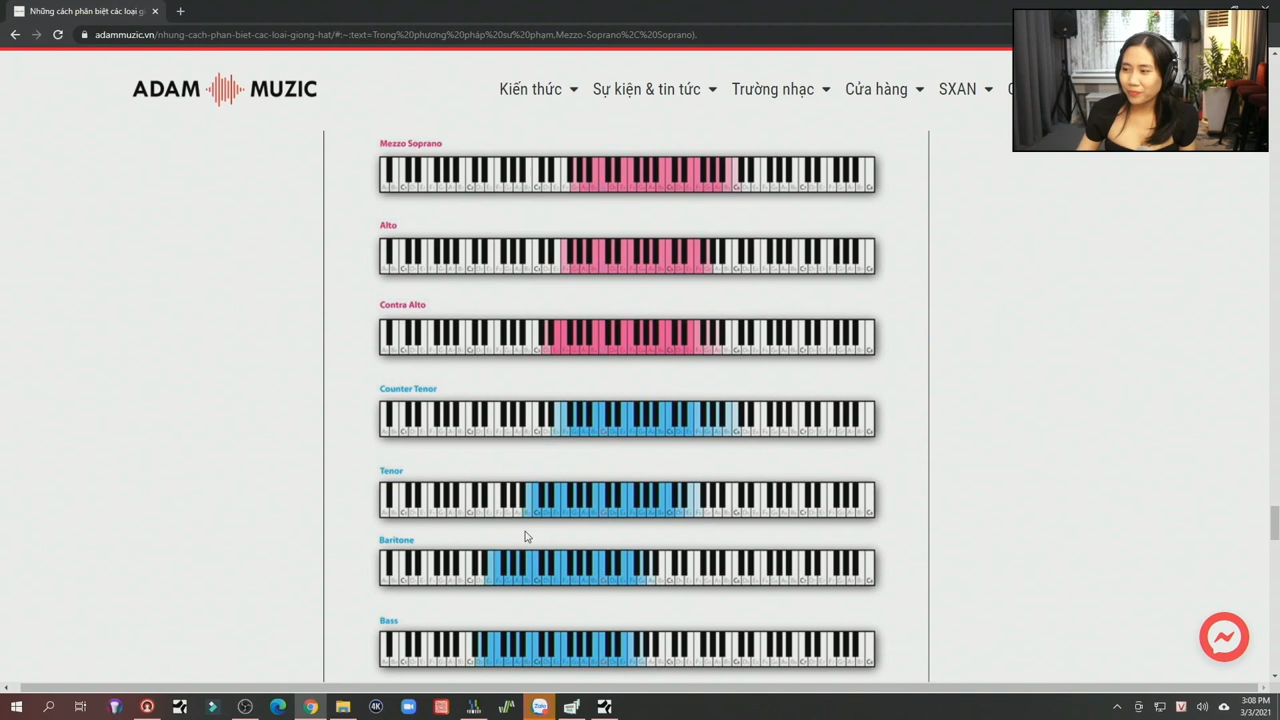 Những cách phân biệt các loại gi
adammuzic.vn/nhung-cach-phan-biet-cac-loai-giong-hat/#:~:text=Trong%20phương%20pháp%20sư%20phạm,Mezzo-Soprano%2C%20Soprano).
ADAM MUZIC
Kiến thức
Sự kiện & tin tức
Trường nhạc
Cửa hàng
SXAN
Mezzo Soprano
Alto
Contra Alto
Counter Tenor
Tenor
Baritone
Bass
4K
Zalo
V
3:08 PM
3/3/2021